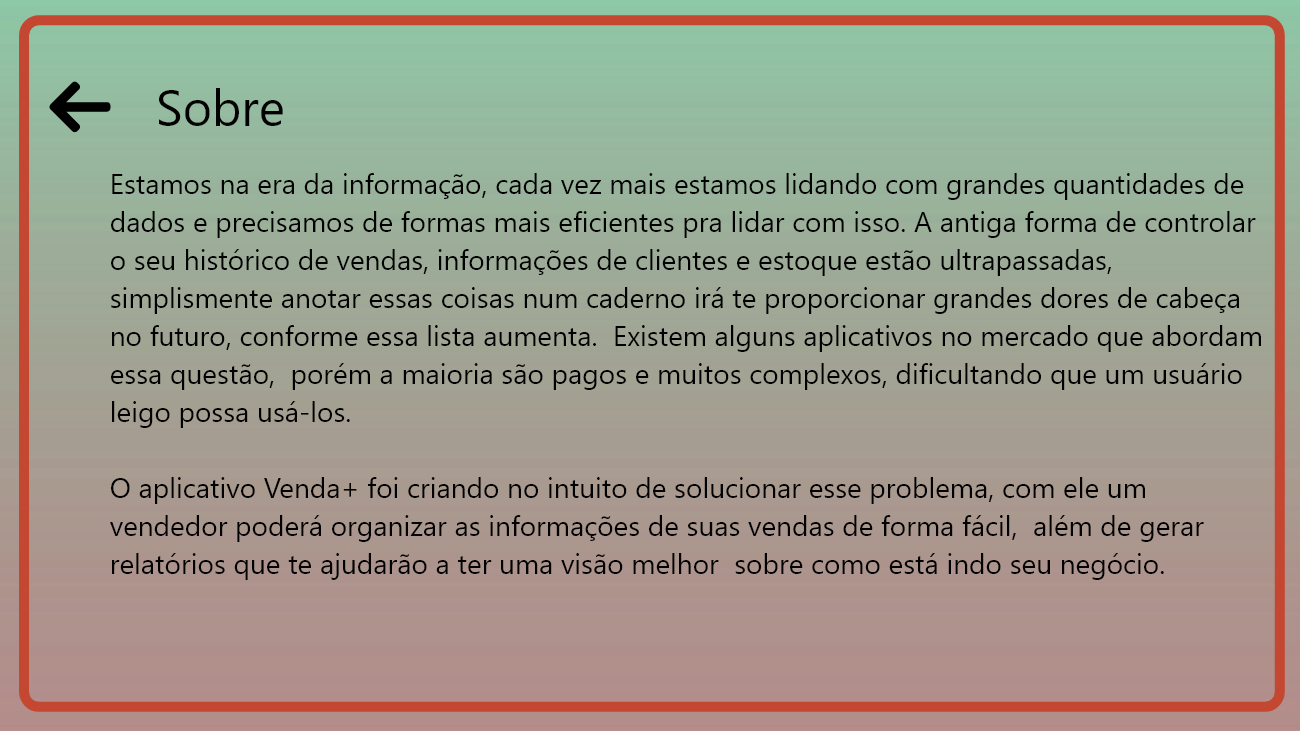 Sobre
Estamos na era da informação, cada vez mais estamos lidando com grandes quantidades de
dados e precisamos de formas mais eficientes pra lidar com isso. A antiga forma de controlar
o seu histórico de vendas, informações de clientes e estoque estão ultrapassadas,
simplismente anotar essas coisas num caderno irá te proporcionar grandes dores de cabeça
no futuro, conforme essa lista aumenta.  Existem alguns aplicativos no mercado que abordam
essa questão,  porém a maioria são pagos e muitos complexos, dificultando que um usuário
leigo possa usá-los.
O aplicativo Venda+ foi criando no intuito de solucionar esse problema, com ele um
vendedor poderá organizar as informações de suas vendas de forma fácil,  além de gerar
relatórios que te ajudarão a ter uma visão melhor  sobre como está indo seu negócio.